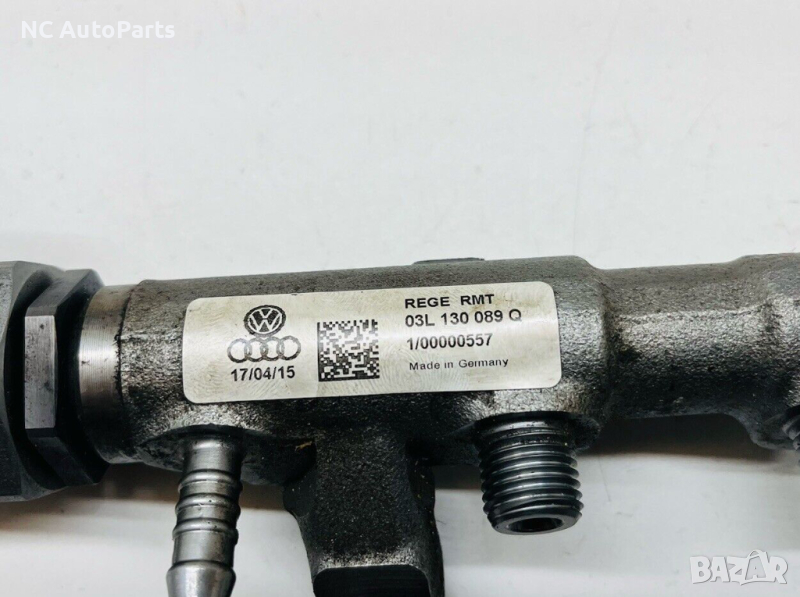 NC AutoParts
REGE RMT
03L 130 089 Q
1/00000557
Made in Germany
17/04/15
BAZAR